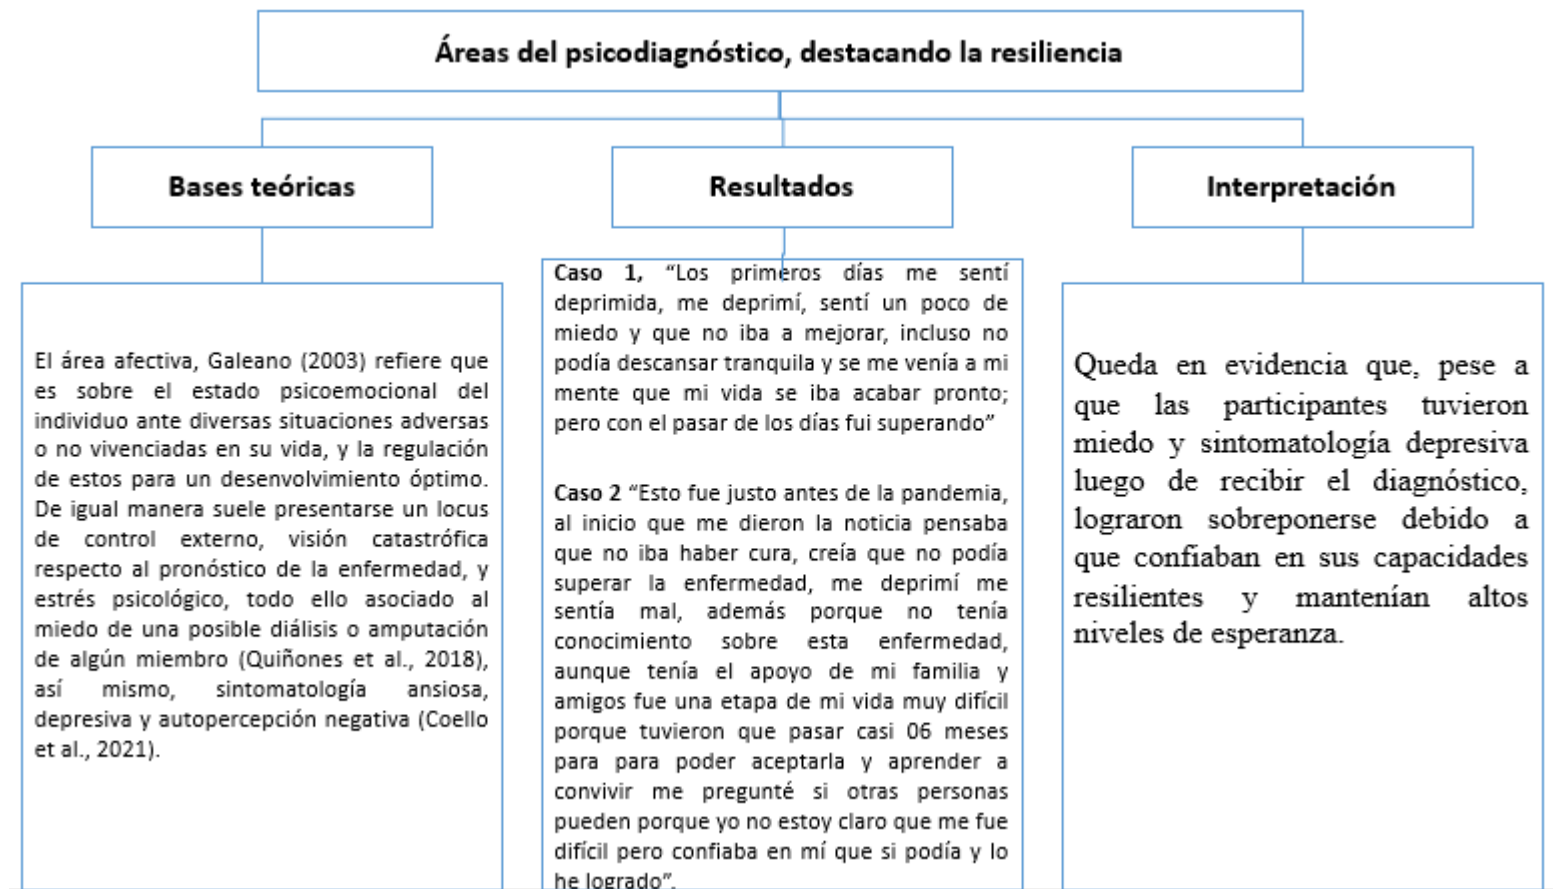 Áreas del psicodiagnóstico, destacando la resiliencia
Bases teóricas
El área afectiva, Galeano (2003) refiere que
es sobre el estado psicoemocional del
individuo ante diversas situaciones adversas
o no vivenciadas en su vida, y la regulación
de estos para un desenvolvimiento óptimo.
De igual manera suele presentarse un locus
de control externo, visión catastrófica
respecto al pronóstico de la enfermedad, y
estrés psicológico, todo ello asociado al
miedo de una posible diálisis o amputación
de algún miembro (Quiñones et al., 2018),
así mismo, sintomatología ansiosa,
depresiva y autopercepción negativa (Coello
et al., 2021).
Resultados
Caso 1, “Los primeros días me sentí
deprimida, me deprimí, sentí un poco de
miedo y que no iba a mejorar, incluso no
podía descansar tranquila y se me venía a mi
mente que mi vida se iba acabar pronto;
pero con el pasar de los días fui superando”
Caso 2 “Esto fue justo antes de la pandemia,
al inicio que me dieron la noticia pensaba
que no iba haber cura, creía que no podía
superar la enfermedad, me deprimí me
sentía mal, además porque no tenía
conocimiento sobre esta enfermedad,
aunque tenía el apoyo de mi familia y
amigos fue una etapa de mi vida muy difícil
porque tuvieron que pasar casi 06 meses
para para poder aceptarla y aprender a
convivir me pregunté si otras personas
pueden porque yo no estoy claro que me fue
difícil pero confiaba en mí que si podía y lo
he logrado”.
Interpretación
Queda en evidencia que, pese a
que las participantes tuvieron
miedo y sintomatología depresiva
luego de recibir el diagnóstico,
lograron sobreponerse debido a
que confiaban en sus capacidades
resilientes y mantenían altos
niveles de esperanza.